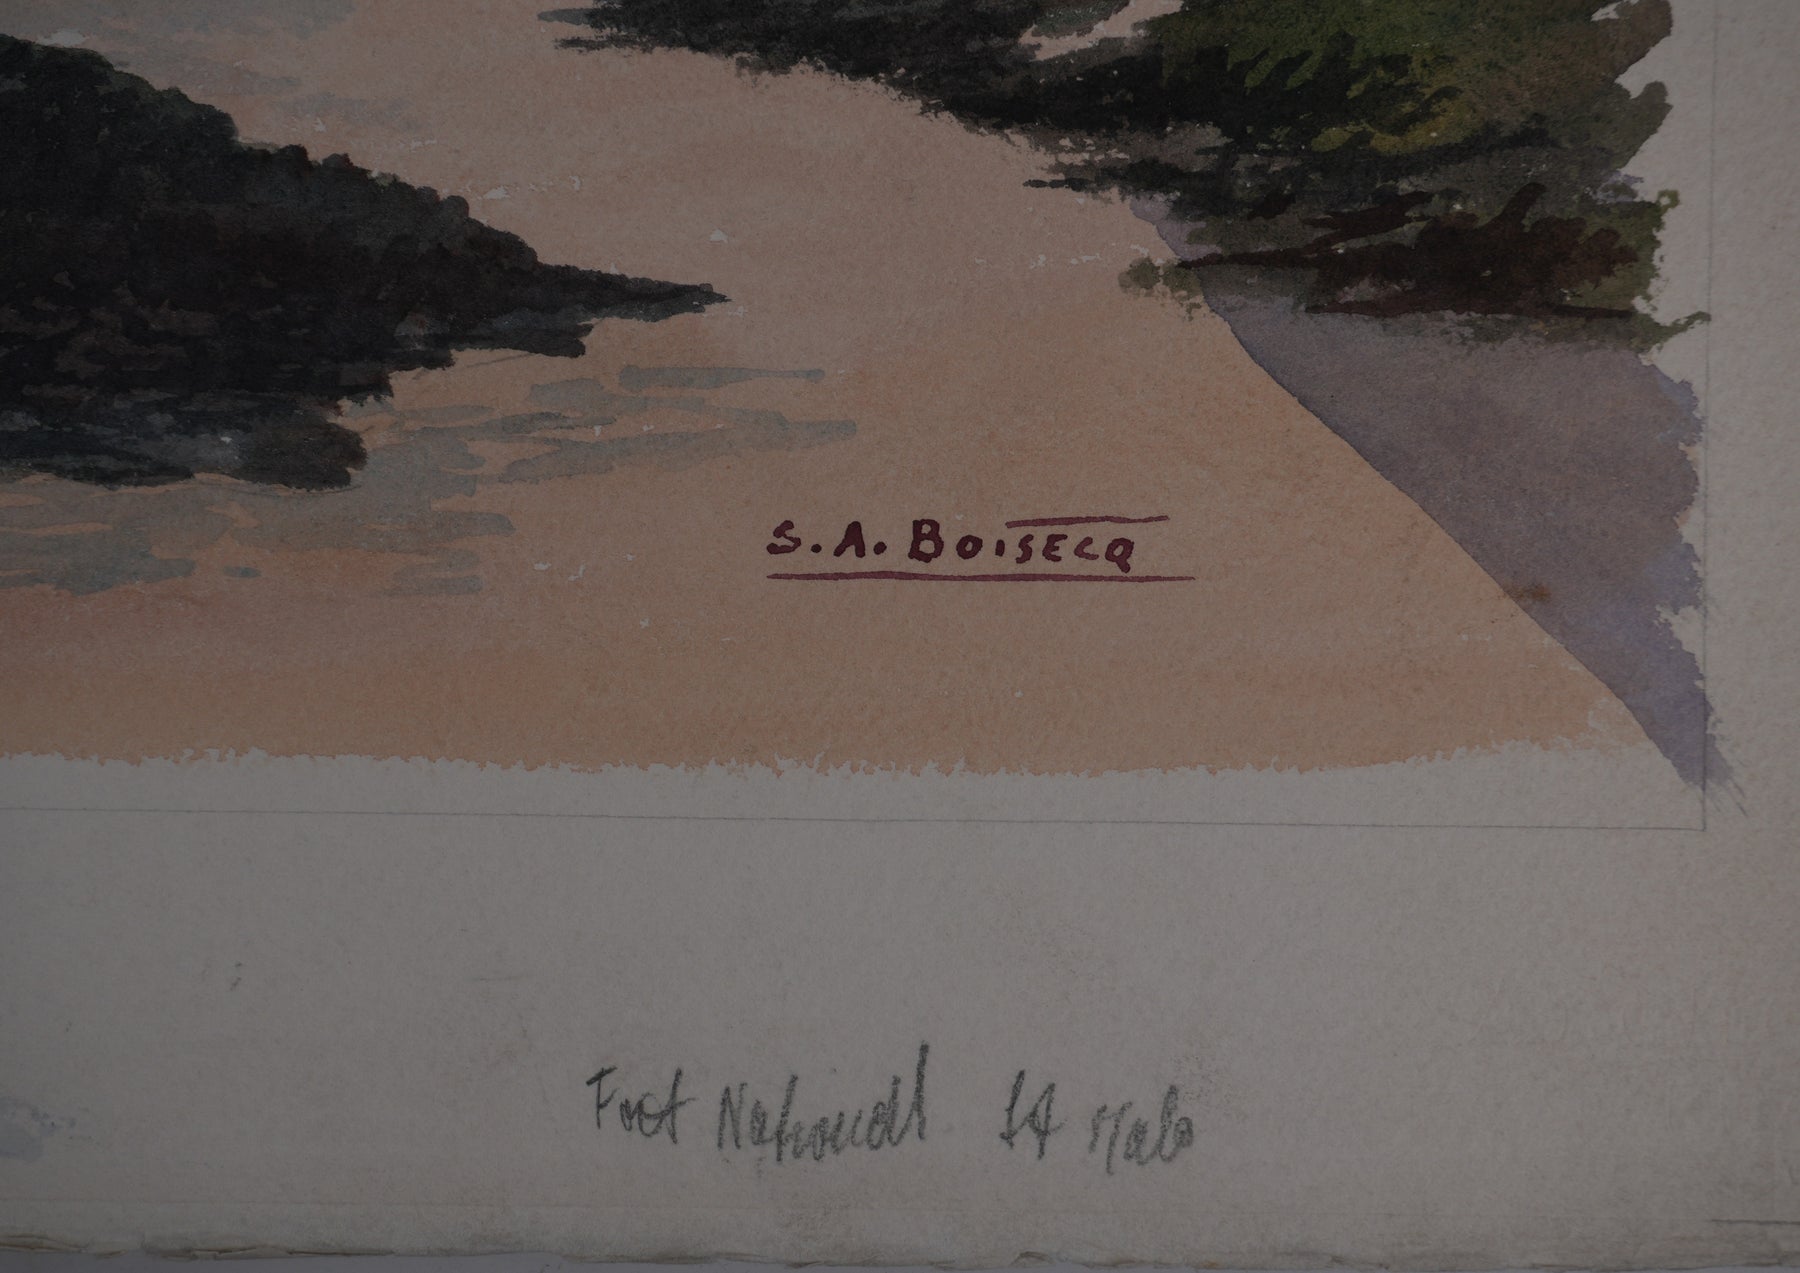 S. A. BOISECQ
Fort National St Malo